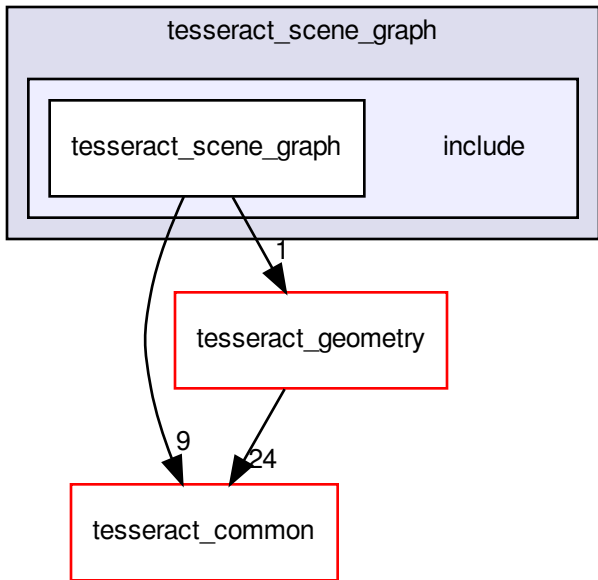 tesseract_scene_graph
tesseract_scene_graph
include
1
tesseract_geometry
9
24
tesseract_common